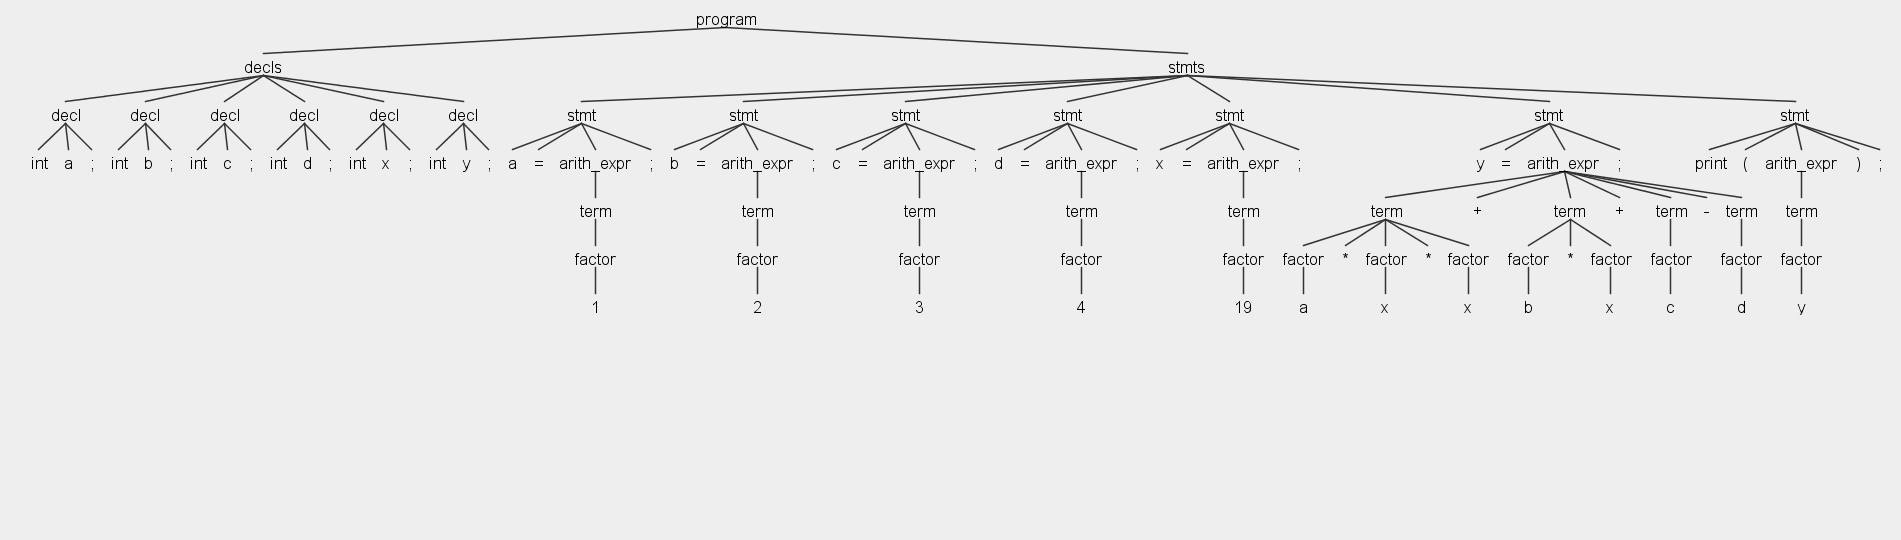 program
decls stmts
decl decl decl decl decl decl stmt stmt stmt stmt stmt stmt stmt
int a ; int b ; int c ; int d ; int x ; int y ; a = arith_expr ; b = arith_expr ; c = arith_expr ; d = arith_expr ; x = arith_expr ; y = arith_expr ; print ( arith_expr ) ;
term term term term term term + term + term - term term
factor factor factor factor factor factor * factor * factor factor * factor factor factor factor
1 2 3 4 19 a x x b x c d y